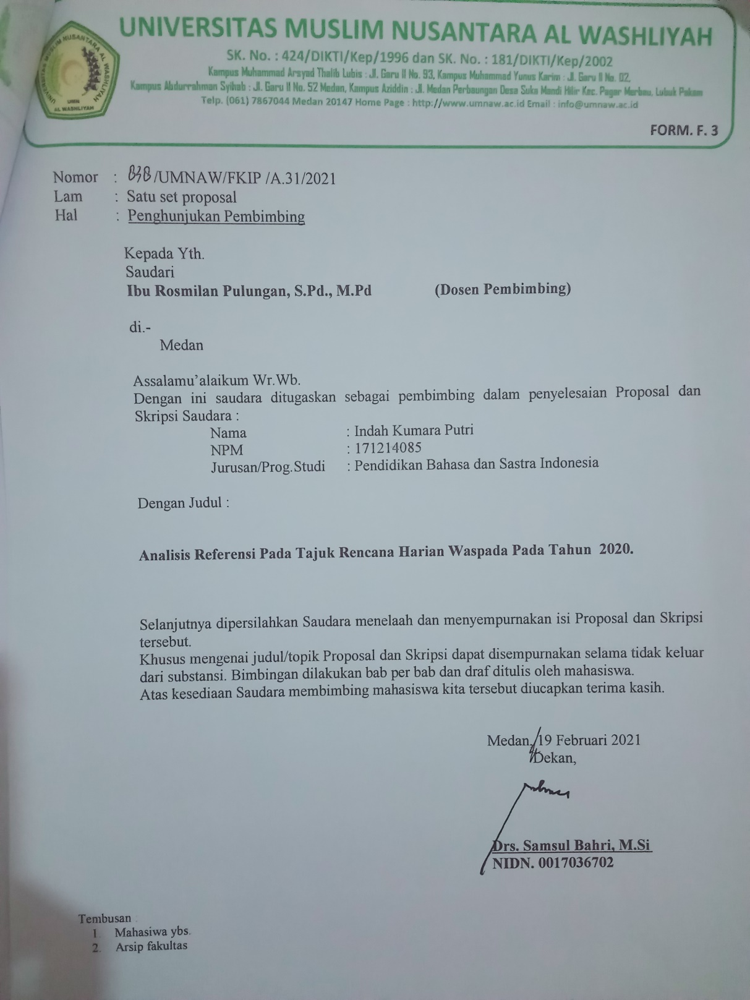 UNIVERSITAS MUSLIM NUSANTARA AL WASHLIYAH
SK. No. : 424/DIKTI/Kep/1996 dan SK. No. : 181/DIKTI/Kep/2002
Kampus Muhammad Arsyad Thalib Lubis : Jl. Garu II No. 93, Kampus Muhammad Yunus Karim : Jl. Garu II No. 02,
Kampus Abdurrahman Syihab : Jl. Garu II No. 52 Medan, Kampus Aziddin : Jl. Medan Perbaungan Desa Suka Mandi Hilir Kec. Pagar Merbau, Lubuk Pakam
Telp. (061) 7867044 Medan 20147 Home Page : http://www.umnaw.ac.id Email : info@umnaw.ac.id
UNIVERSITAS MUSLIM NUSANTARA AL WASHLIYAH
UMN
AL WASHLIYAH
FORM. F. 3
Nomor : /UMNAW/FKIP /A.31/2021
Lam : Satu set proposal
Hal : Penghunjukan Pembimbing
Kepada Yth.
Saudari
Ibu Rosmilan Pulungan, S.Pd., M.Pd (Dosen Pembimbing)
di.-
Medan
Assalamu’alaikum Wr.Wb.
Dengan ini saudara ditugaskan sebagai pembimbing dalam penyelesaian Proposal dan
Skripsi Saudara :
Nama : Indah Kumara Putri
NPM : 171214085
Jurusan/Prog.Studi : Pendidikan Bahasa dan Sastra Indonesia
Dengan Judul :
Analisis Referensi Pada Tajuk Rencana Harian Waspada Pada Tahun 2020.
Selanjutnya dipersilahkan Saudara menelaah dan menyempurnakan isi Proposal dan Skripsi
tersebut.
Khusus mengenai judul/topik Proposal dan Skripsi dapat disempurnakan selama tidak keluar
dari substansi. Bimbingan dilakukan bab per bab dan draf ditulis oleh mahasiswa.
Atas kesediaan Saudara membimbing mahasiswa kita tersebut diucapkan terima kasih.
Medan, 19 Februari 2021
Dekan,
Drs. Samsul Bahri, M.Si
NIDN. 0017036702
Tembusan :
1. Mahasiwa ybs.
2. Arsip fakultas